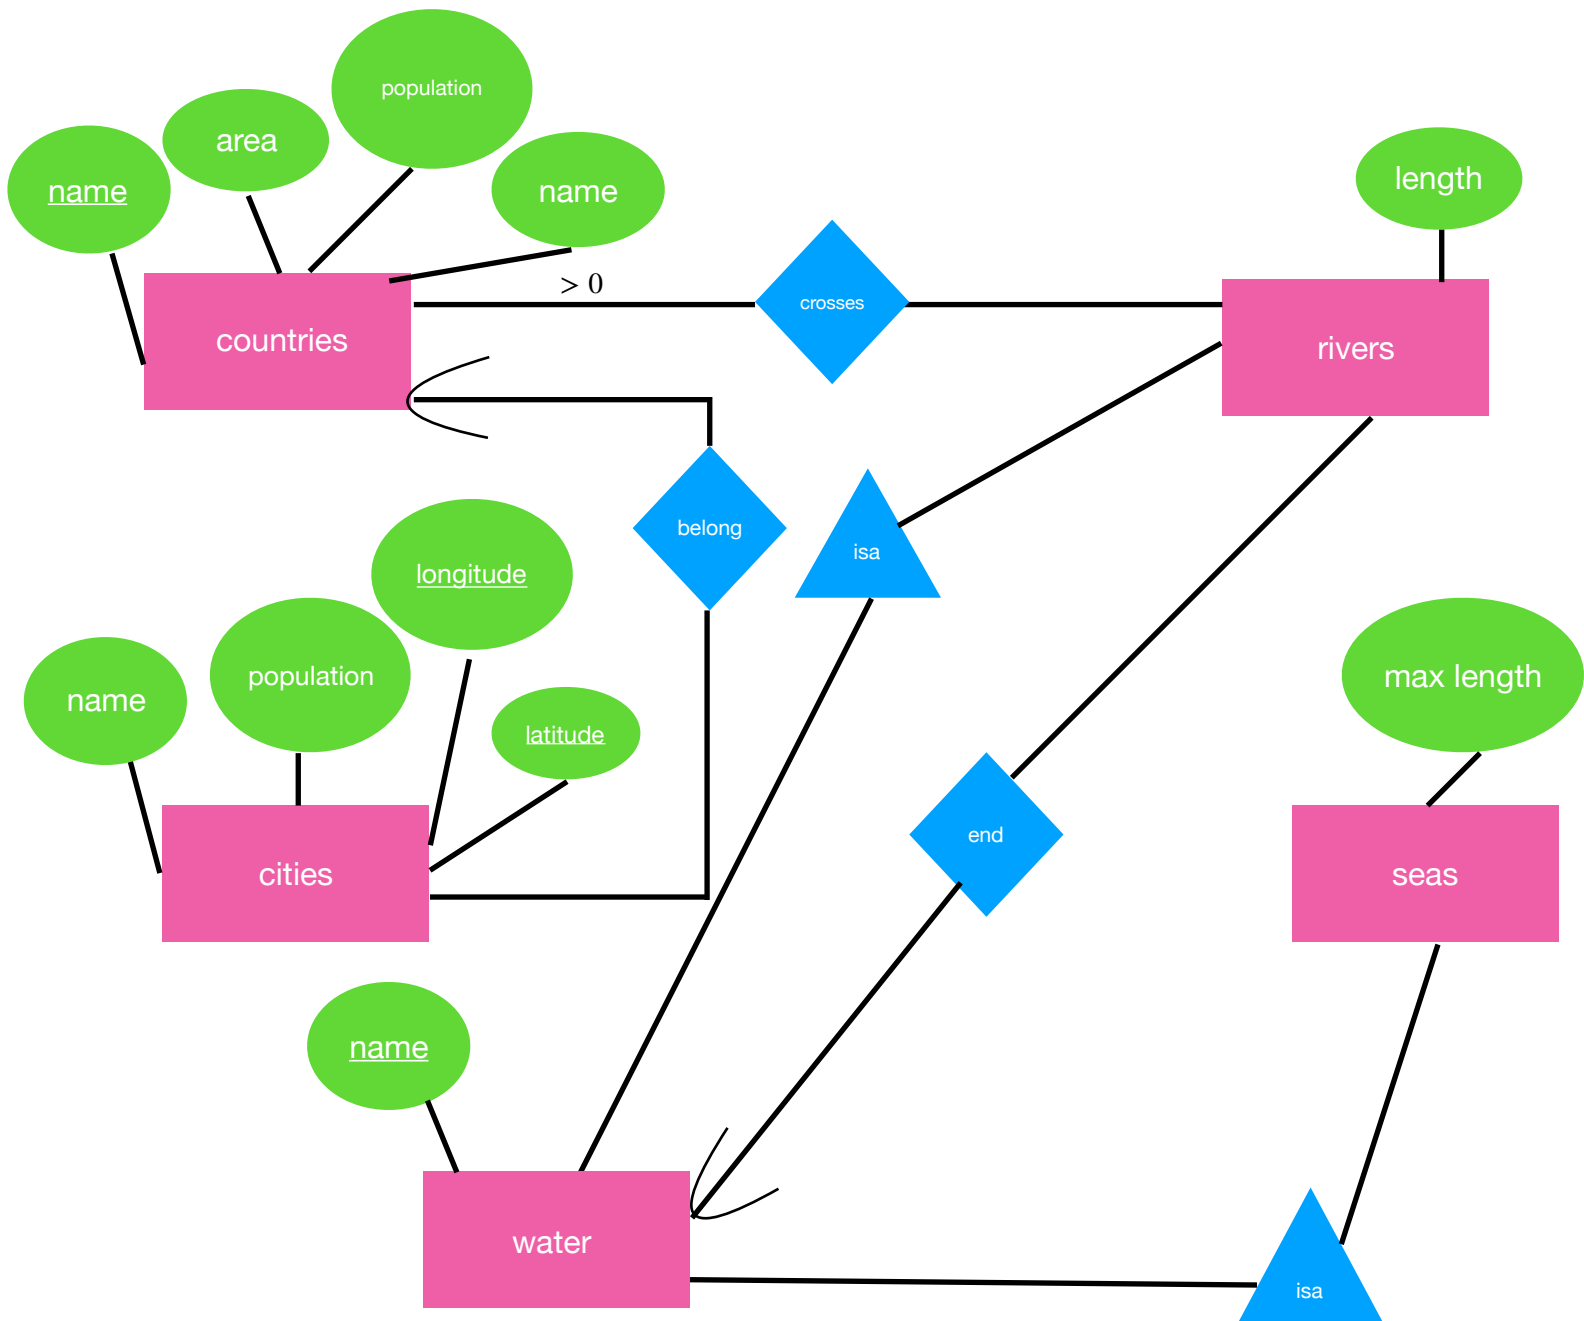 population
area
name
name
length
> 0
crosses
countries
rivers
belong
isa
longitude
population
max length
name
latitude
end
cities
seas
name
water
isa